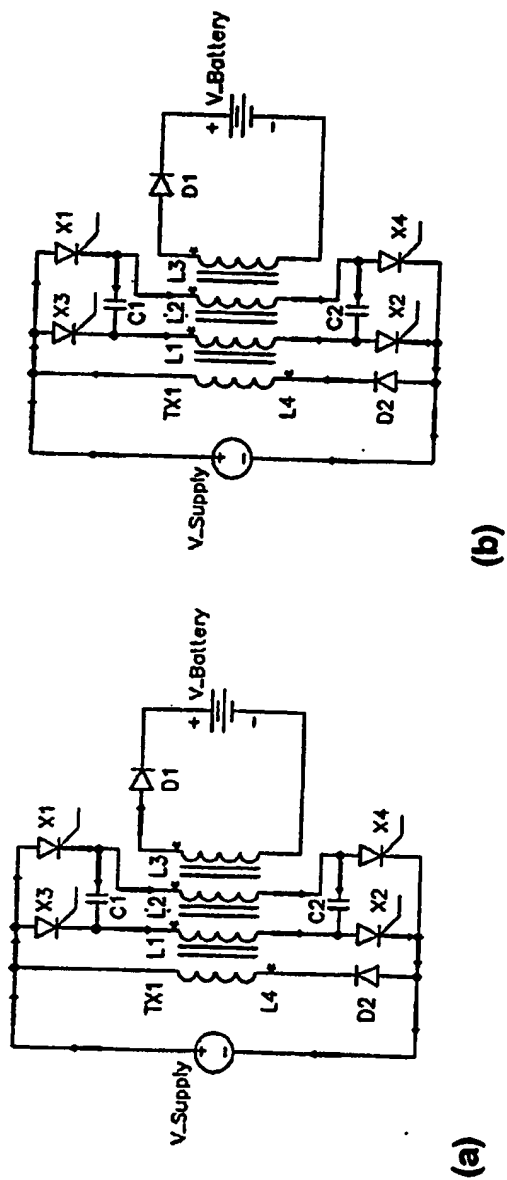 X3
X1
C1
TX1
L1
L2
L3
D1
+
V_Battery
-
V_Supply
+
-
L4
C2
D2
X2
X4
(a)
X3
X1
C1
TX1
L1
L2
L3
D1
+
V_Battery
-
V_Supply
+
-
L4
C2
D2
X2
X4
(b)